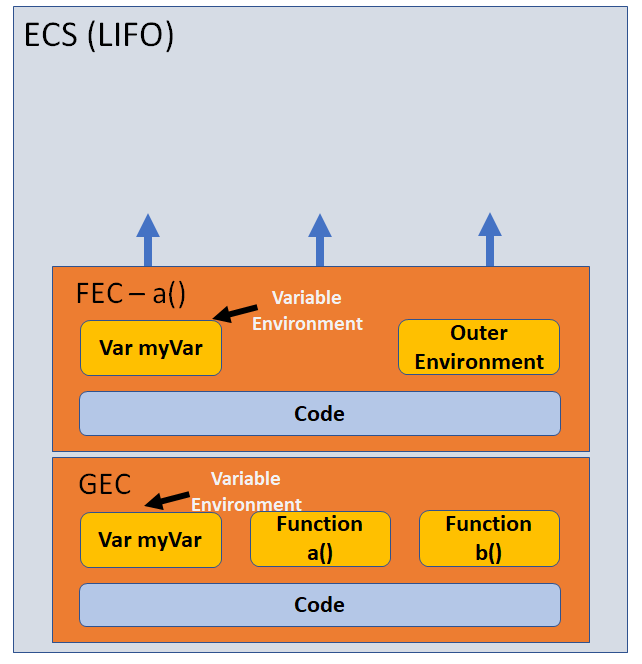 ECS (LIFO)
FEC – a()
Variable
Environment
Var myVar
Outer
Environment
Code
GEC
Variable
Environment
Var myVar
Function
a()
Function
b()
Code